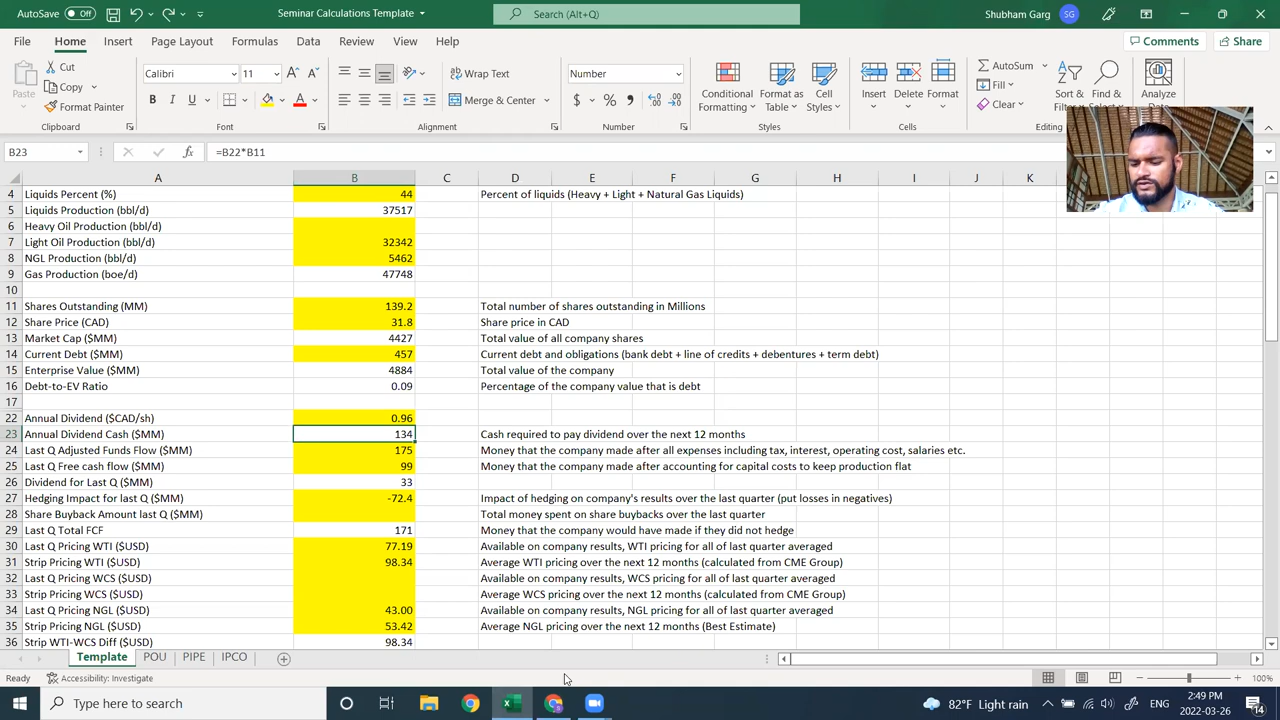 AutoSave Off Seminar Calculations Template Search (Alt+Q) Shubham Garg SG
File Home Insert Page Layout Formulas Data Review View Help Comments Share
Paste Cut Copy Format Painter Calibri 11 B I U Wrap Text Merge & Center Number $ % Conditional Formatting Format as Table Cell Styles Insert Delete Format AutoSum Fill Clear Sort & Filter Find & Select Analyze Data
Clipboard Font Alignment Number Styles Cells Editing
B23 fx =B22*B11
A B C D E F G H I J K
4 Liquids Percent (%) 44 Percent of liquids (Heavy + Light + Natural Gas Liquids)
5 Liquids Production (bbl/d) 37517
6 Heavy Oil Production (bbl/d)
7 Light Oil Production (bbl/d) 32342
8 NGL Production (bbl/d) 5462
9 Gas Production (boe/d) 47748
10
11 Shares Outstanding (MM) 139.2 Total number of shares outstanding in Millions
12 Share Price (CAD) 31.8 Share price in CAD
13 Market Cap ($MM) 4427 Total value of all company shares
14 Current Debt ($MM) 457 Current debt and obligations (bank debt + line of credits + debentures + term debt)
15 Enterprise Value ($MM) 4884 Total value of the company
16 Debt-to-EV Ratio 0.09 Percentage of the company value that is debt
17
22 Annual Dividend ($CAD/sh) 0.96
23 Annual Dividend Cash ($MM) 134 Cash required to pay dividend over the next 12 months
24 Last Q Adjusted Funds Flow ($MM) 175 Money that the company made after all expenses including tax, interest, operating cost, salaries etc.
25 Last Q Free cash flow ($MM) 99 Money that the company made after accounting for capital costs to keep production flat
26 Dividend for Last Q ($MM) 33
27 Hedging Impact for last Q ($MM) -72.4 Impact of hedging on company's results over the last quarter (put losses in negatives)
28 Share Buyback Amount last Q ($MM) Total money spent on share buybacks over the last quarter
29 Last Q Total FCF 171 Money that the company would have made if they did not hedge
30 Last Q Pricing WTI ($USD) 77.19 Available on company results, WTI pricing for all of last quarter averaged
31 Strip Pricing WTI ($USD) 98.34 Average WTI pricing over the next 12 months (calculated from CME Group)
32 Last Q Pricing WCS ($USD) Available on company results, WCS pricing for all of last quarter averaged
33 Strip Pricing WCS ($USD) Average WCS pricing over the next 12 months (calculated from CME Group)
34 Last Q Pricing NGL ($USD) 43.00 Available on company results, NGL pricing for all of last quarter averaged
35 Strip Pricing NGL ($USD) 53.42 Average NGL pricing over the next 12 months (Best Estimate)
36 Strip WTI-WCS Diff ($USD) 98.34
Template POU PIPE IPCO
Ready Accessibility: Investigate 100%
Type here to search 82°F Light rain ENG 2:49 PM 2022-03-26